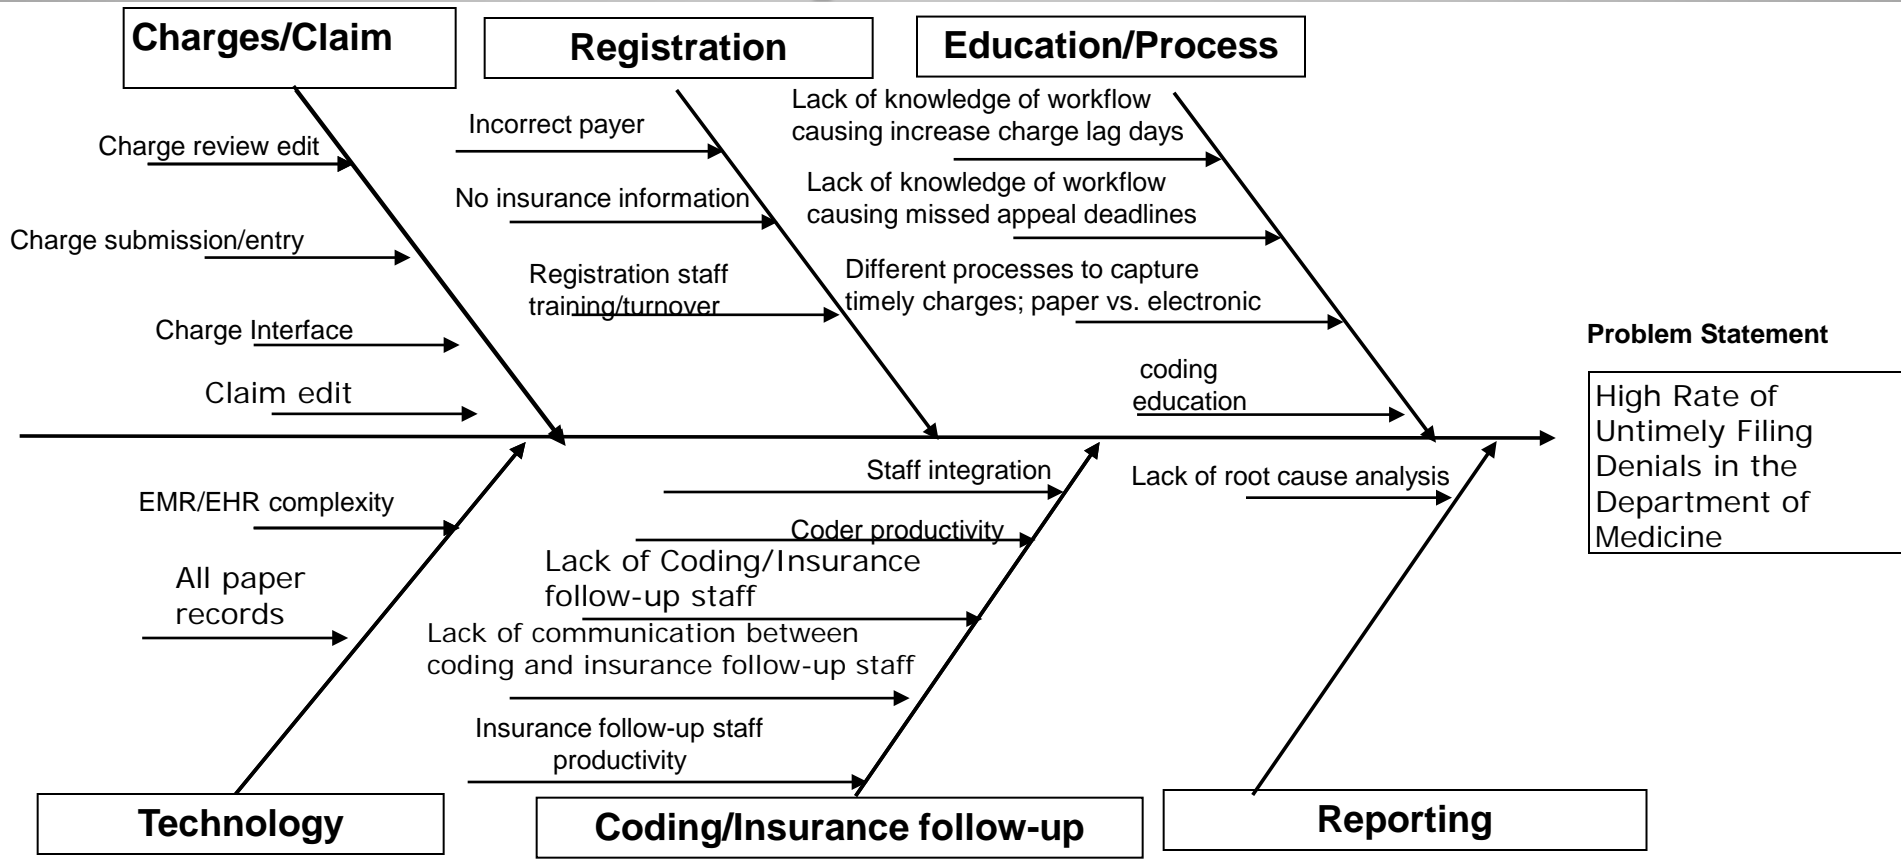 Charges/Claim
Registration
Education/Process
Charge review edit
Charge submission/entry
Charge Interface
Claim edit
Incorrect payer
No insurance information
Registration staff
training/turnover
Lack of knowledge of workflow
causing increase charge lag days
Lack of knowledge of workflow
causing missed appeal deadlines
Different processes to capture
timely charges; paper vs. electronic
coding
education
Problem Statement
High Rate of
Untimely Filing
Denials in the
Department of
Medicine
EMR/EHR complexity
All paper
records
Staff integration
Coder productivity
Lack of Coding/Insurance
follow-up staff
Lack of communication between
coding and insurance follow-up staff
Insurance follow-up staff
productivity
Lack of root cause analysis
Technology
Coding/Insurance follow-up
Reporting